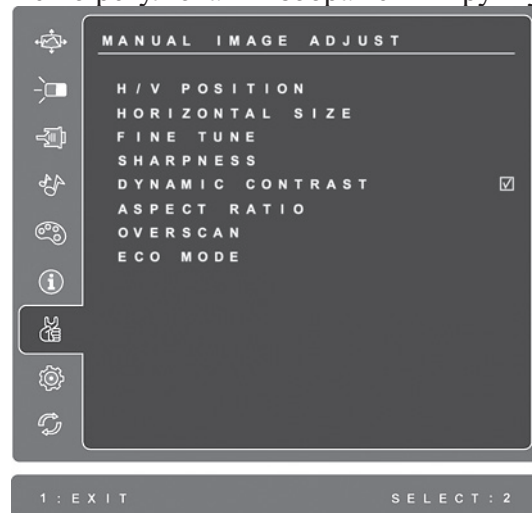 MANUAL IMAGE ADJUST
H/V POSITION
HORIZONTAL SIZE
FINE TUNE
SHARPNESS
DYNAMIC CONTRAST
ASPECT RATIO
OVERSCAN
ECO MODE
1:EXIT SELECT:2